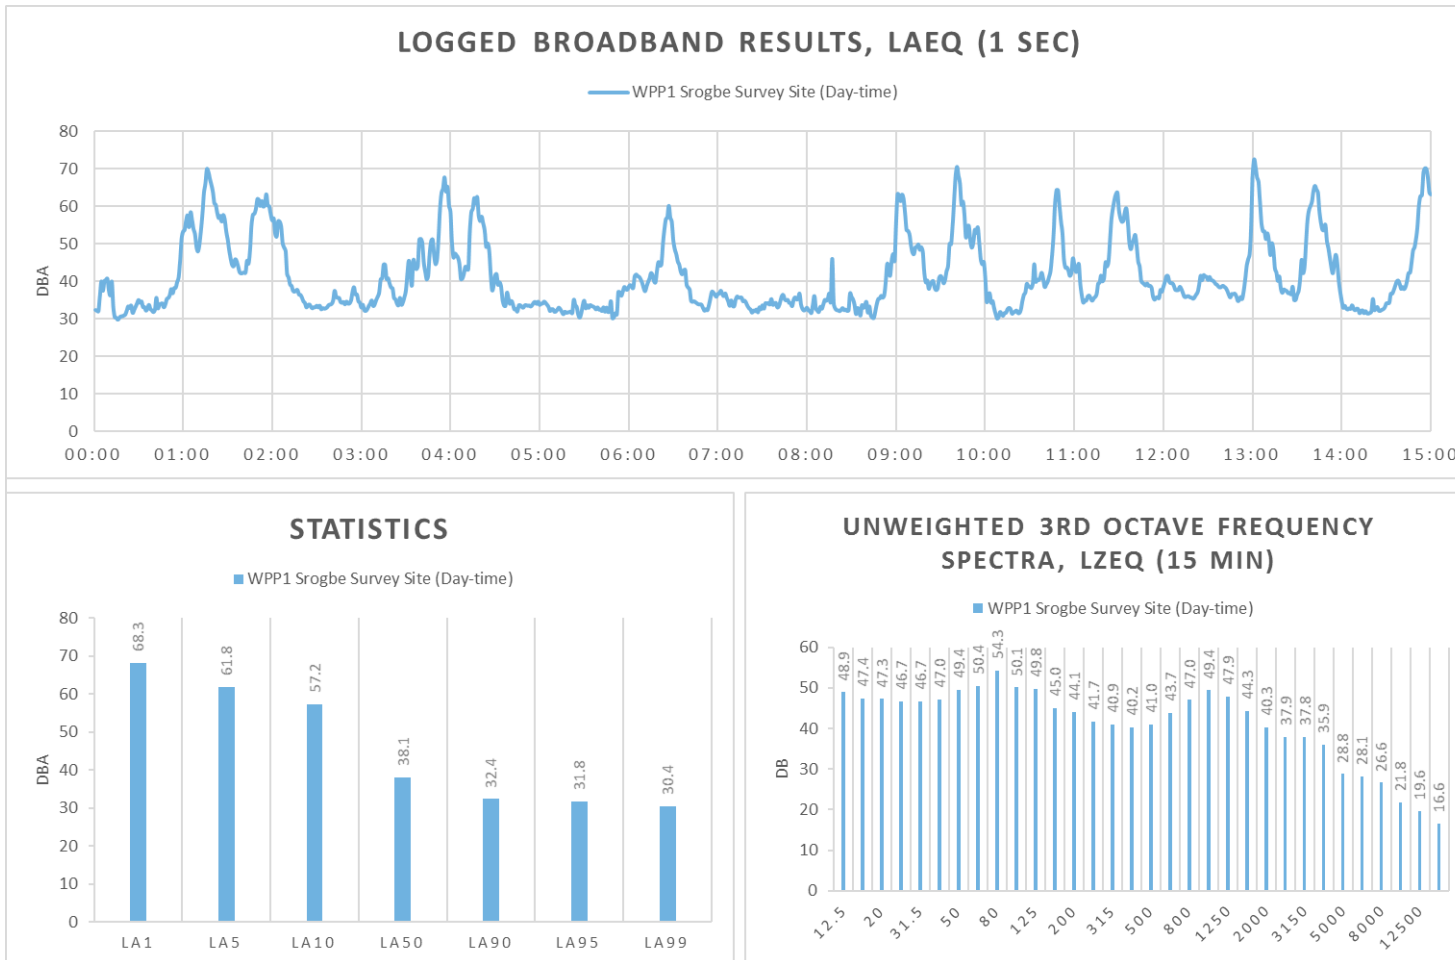 LOGGED BROADBAND RESULTS, LAEQ (1 SEC)
WPP1 Srogbe Survey Site (Day-time)
DBA
80
70
60
50
40
30
20
10
0
00:00 01:00 02:00 03:00 04:00 05:00 06:00 07:00 08:00 09:00 10:00 11:00 12:00 13:00 14:00 15:00
STATISTICS
WPP1 Srogbe Survey Site (Day-time)
DBA
80
70
60
50
40
30
20
10
0
68.3 61.8 57.2 38.1 32.4 31.8 30.4
LA1 LA5 LA10 LA50 LA90 LA95 LA99
UNWEIGHTED 3RD OCTAVE FREQUENCY
SPECTRA, LZEQ (15 MIN)
WPP1 Srogbe Survey Site (Day-time)
DB
60
50
40
30
20
10
0
48.9 47.4 47.3 46.7 46.7 47.0 49.4 50.4 54.3 50.1 49.8 45.0 44.1 41.7 40.9 40.2 41.0 43.7 47.0 49.4 47.9 44.3 40.3 37.9 37.8 35.9 28.8 28.1 26.6 21.8 19.6 16.6
12.5 20 31.5 50 80 125 200 315 500 800 1250 2000 3150 5000 8000 12500